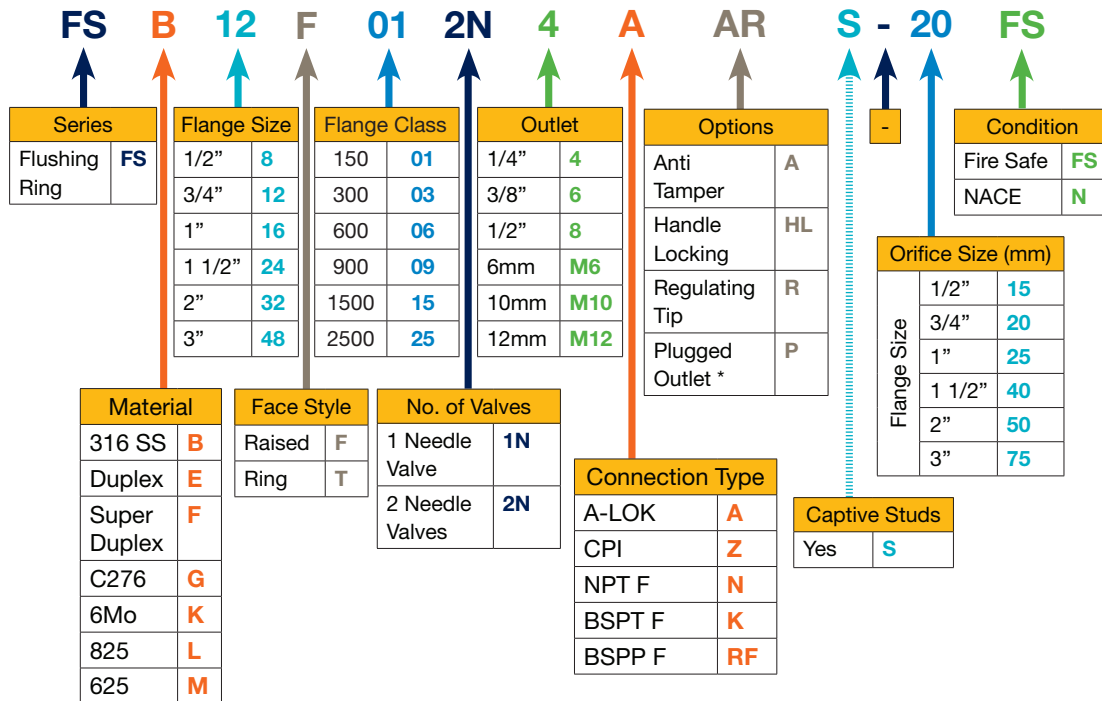 FS B 12 F 01 2N 4 A AR S - 20 FS
Series
Flushing Ring FS
Flange Size
1/2” 8
3/4” 12
1” 16
1 1/2” 24
2” 32
3” 48
Flange Class
150 01
300 03
600 06
900 09
1500 15
2500 25
Outlet
1/4” 4
3/8” 6
1/2” 8
6mm M6
10mm M10
12mm M12
Options
Anti Tamper A
Handle Locking HL
Regulating Tip R
Plugged Outlet * P
-
Condition
Fire Safe FS
NACE N
Orifice Size (mm)
Flange Size
1/2” 15
3/4” 20
1” 25
1 1/2” 40
2” 50
3” 75
Material
316 SS B
Duplex E
Super Duplex F
C276 G
6Mo K
825 L
625 M
Face Style
Raised F
Ring T
No. of Valves
1 Needle Valve 1N
2 Needle Valves 2N
Connection Type
A-LOK A
CPI Z
NPT F N
BSPT F K
BSPP F RF
Captive Studs
Yes S